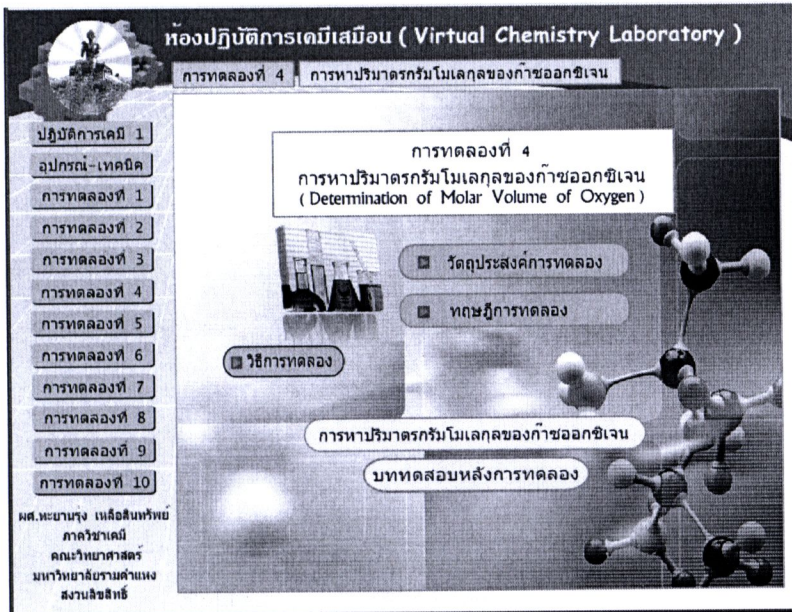 ห้องปฏิบัติการเคมีเสมือน ( Virtual Chemistry Laboratory )
การทดลองที่ 4
การหาปริมาตรกรัมโมเลกุลของก๊าซออกซิเจน
ปฏิบัติการเคมี 1
อุปกรณ์-เทคนิค
การทดลองที่ 1
การทดลองที่ 2
การทดลองที่ 3
การทดลองที่ 4
การทดลองที่ 5
การทดลองที่ 6
การทดลองที่ 7
การทดลองที่ 8
การทดลองที่ 9
การทดลองที่ 10
ผศ.ทะยานรุ่ง เหลือสินทรัพย์
ภาควิชาเคมี
คณะวิทยาศาสตร์
มหาวิทยาลัยรามคำแหง
สงวนลิขสิทธิ์
การทดลองที่ 4
การหาปริมาตรกรัมโมเลกุลของก๊าซออกซิเจน
( Determination of Molar Volume of Oxygen )
วัตถุประสงค์การทดลอง
ทฤษฎีการทดลอง
วิธีการทดลอง
การหาปริมาตรกรัมโมเลกุลของก๊าซออกซิเจน
บททดสอบหลังการทดลอง